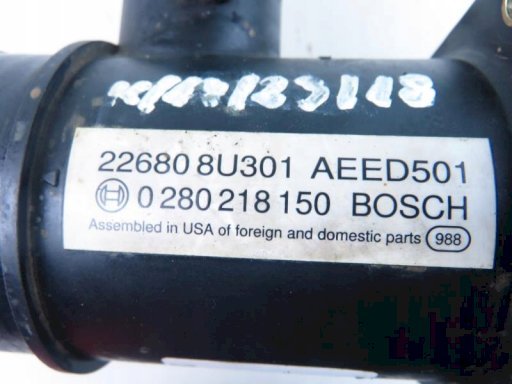 22680 8U301 AEED501
0 280 218 150 BOSCH
Assembled in USA of foreign and domestic parts 988